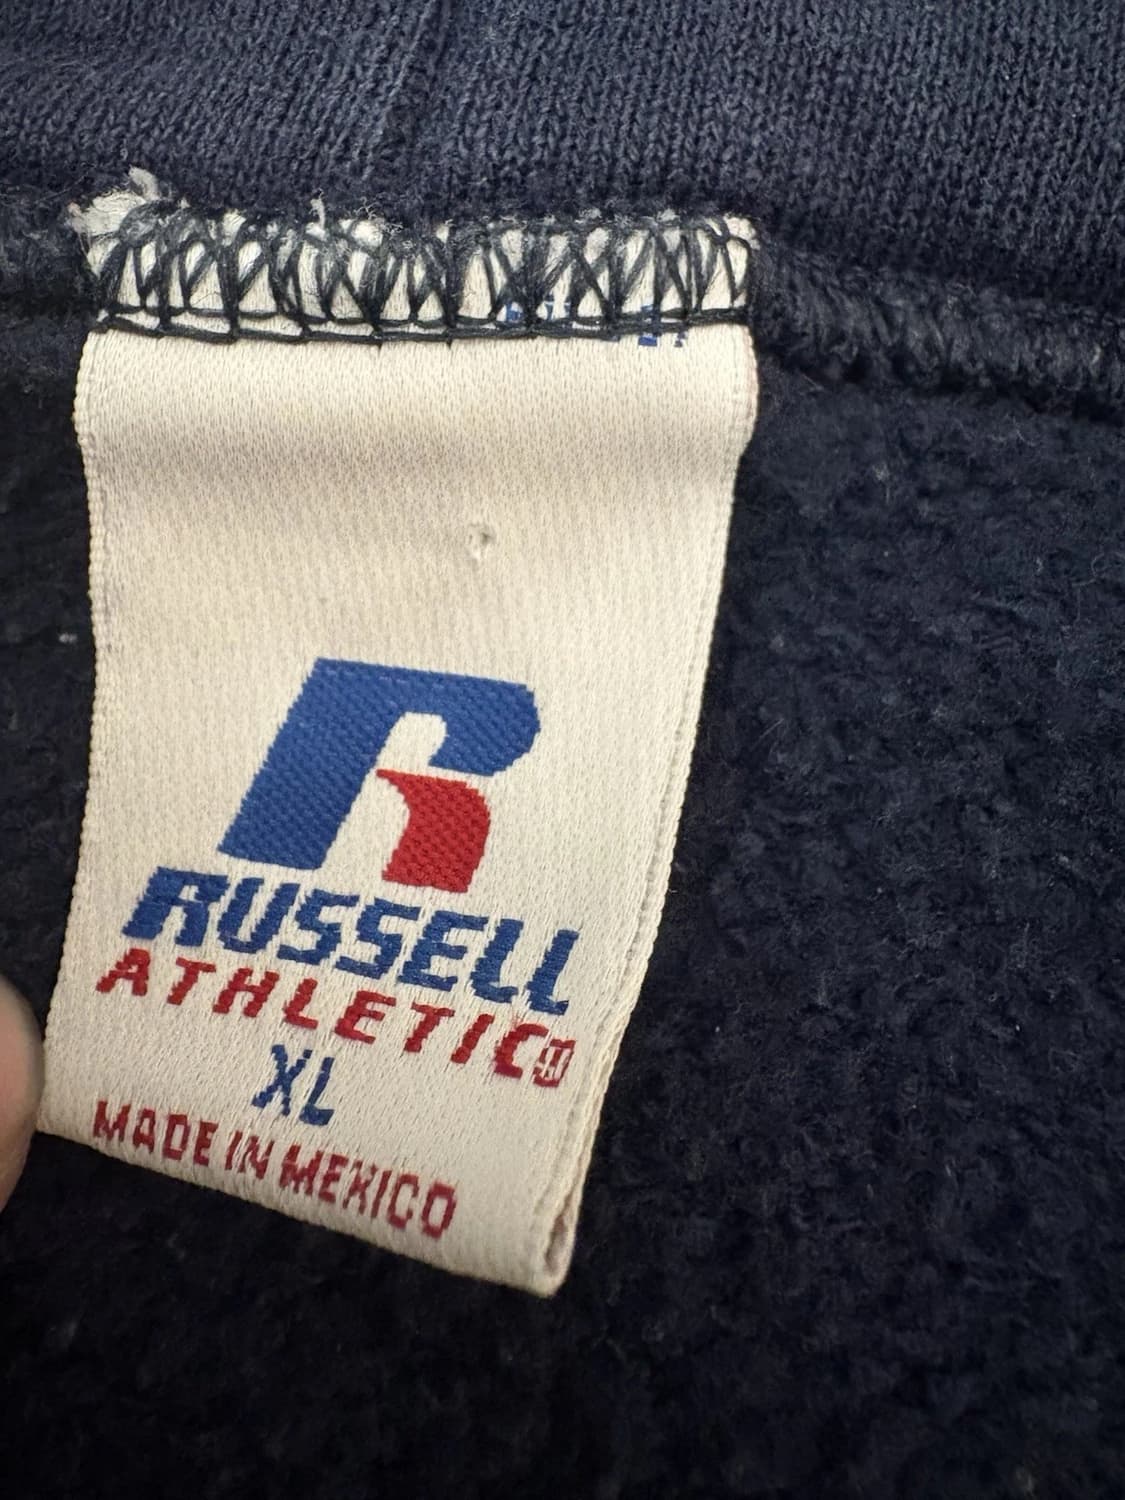 R
RUSSELL
ATHLETIC®
XL
MADE IN MEXICO